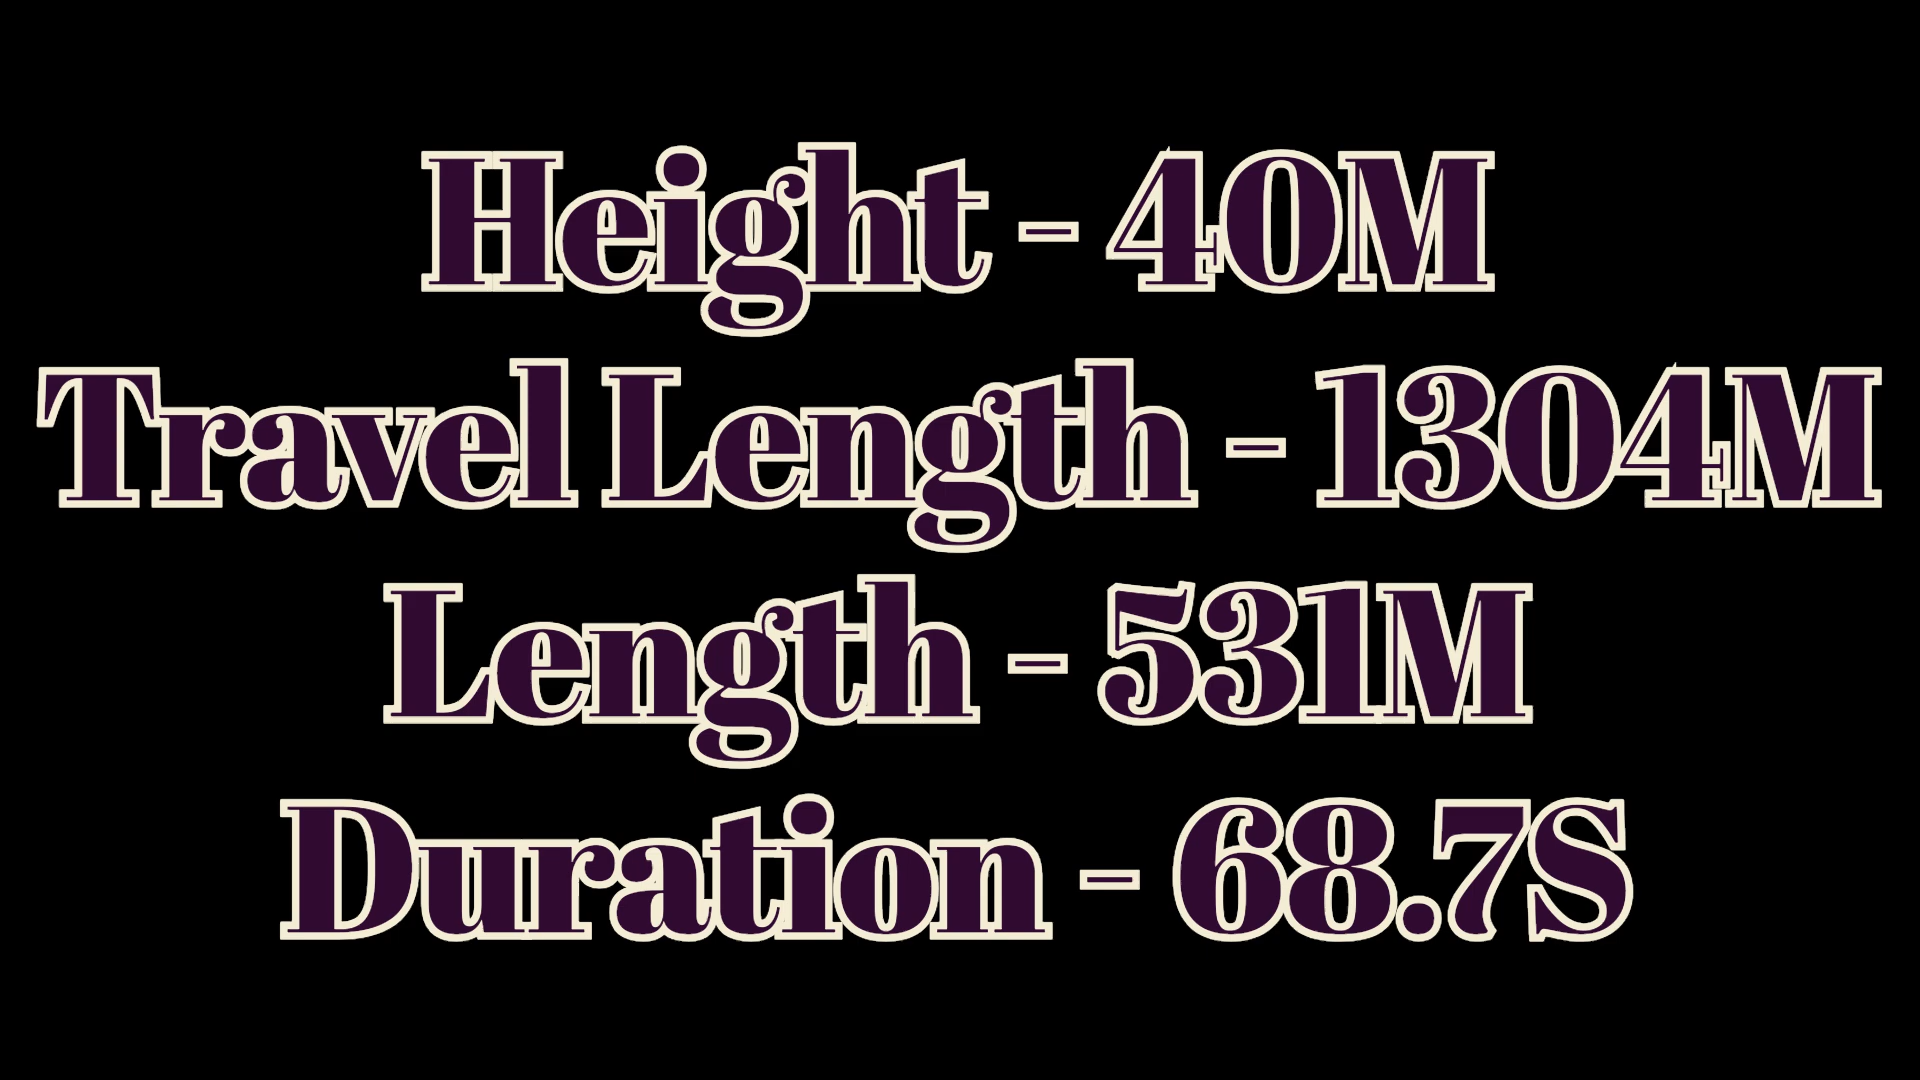 Height - 40M
Travel Length - 1304M
Length - 531M
Duration - 68.7S